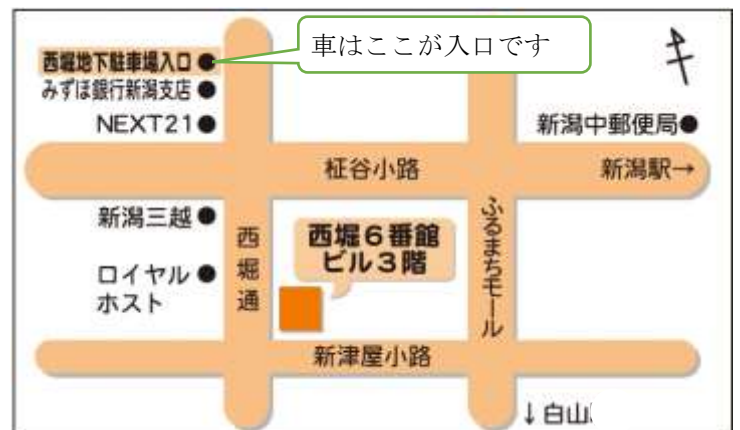 車はここが入口です
西堀地下駐車場入口
みずほ銀行新潟支店
NEXT21
新潟中郵便局
柾谷小路
新潟駅→
新潟三越
西堀通
西堀6番館
ビル3階
ふるまちモール
ロイヤル
ホスト
新津屋小路
↓白山